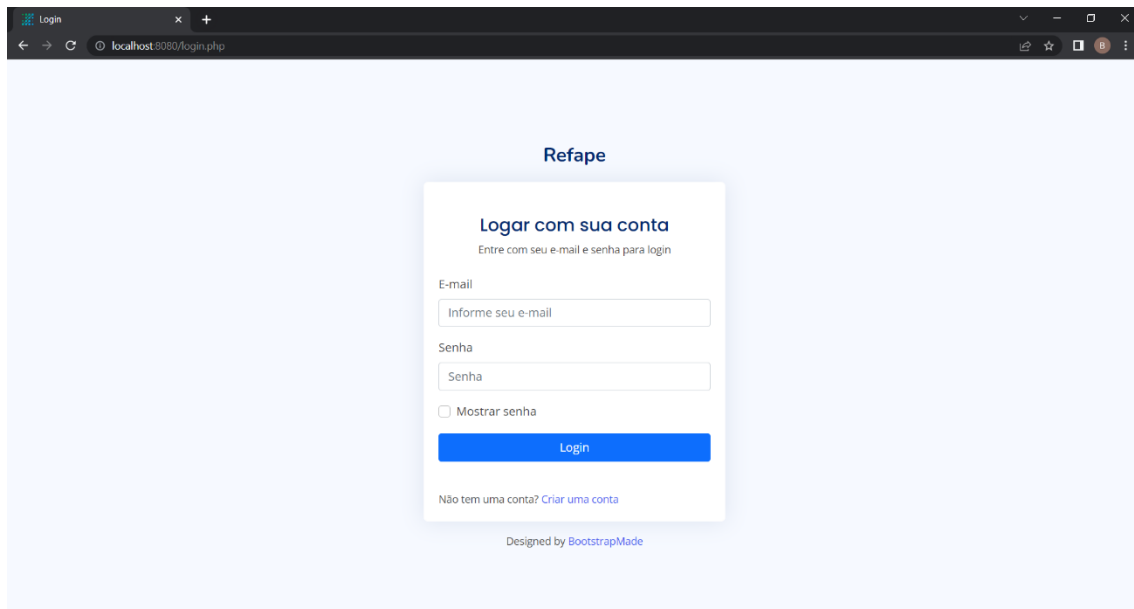 Login
localhost:8080/login.php
B
Refape
Logar com sua conta
Entre com seu e-mail e senha para login
E-mail
Informe seu e-mail
Senha
Senha
Mostrar senha
Login
Não tem uma conta? Criar uma conta
Designed by BootstrapMade